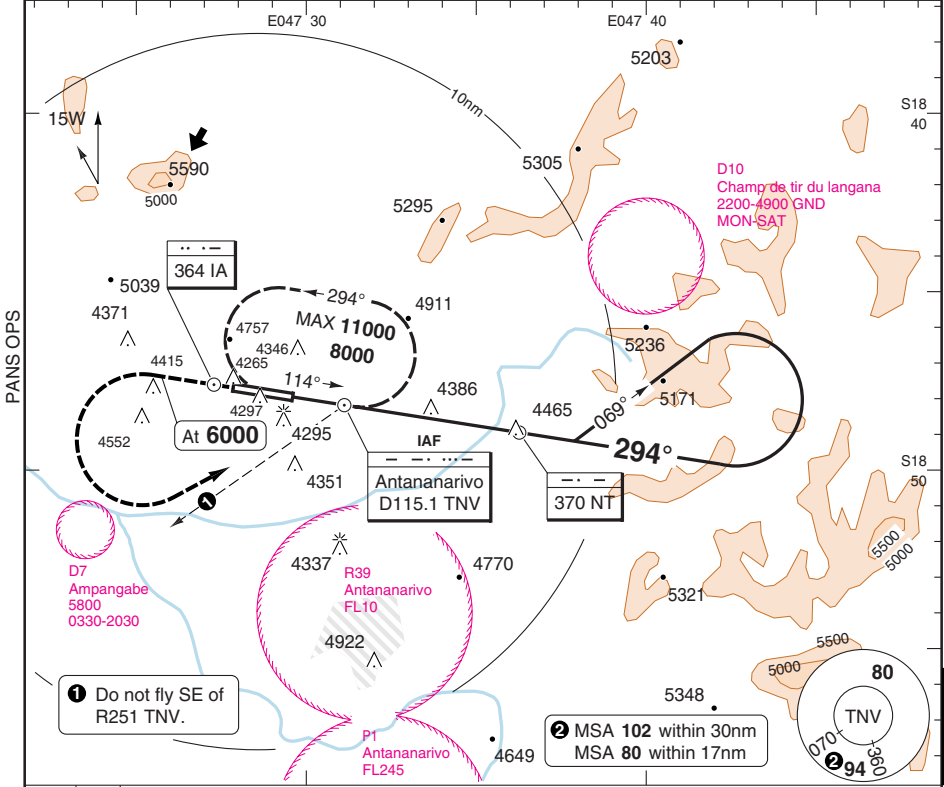 E047 30
E047 40
5203
10nm
S18
40
15W
5590
5000
5305
D10
Champ de tir du langana
2200-4900 GND
MON-SAT
5295
364 IA
5039
294°
4911
4371
4757
MAX 11000
8000
4346
5236
PANS OPS
4415
4265
114°
4386
5171
069°
4297
4465
4552
At 6000
4295
IAF
294°
4351
Antananarivo
D115.1 TNV
370 NT
S18
50
D7
Ampangabe
5800
0330-2030
4337
R39
Antananarivo
FL10
4770
5321
5500
5000
4922
5500
5000
1 Do not fly SE of
R251 TNV.
P1
Antananarivo
FL245
4649
5348
2 MSA 102 within 30nm
MSA 80 within 17nm
80
TNV
070
360
2 94